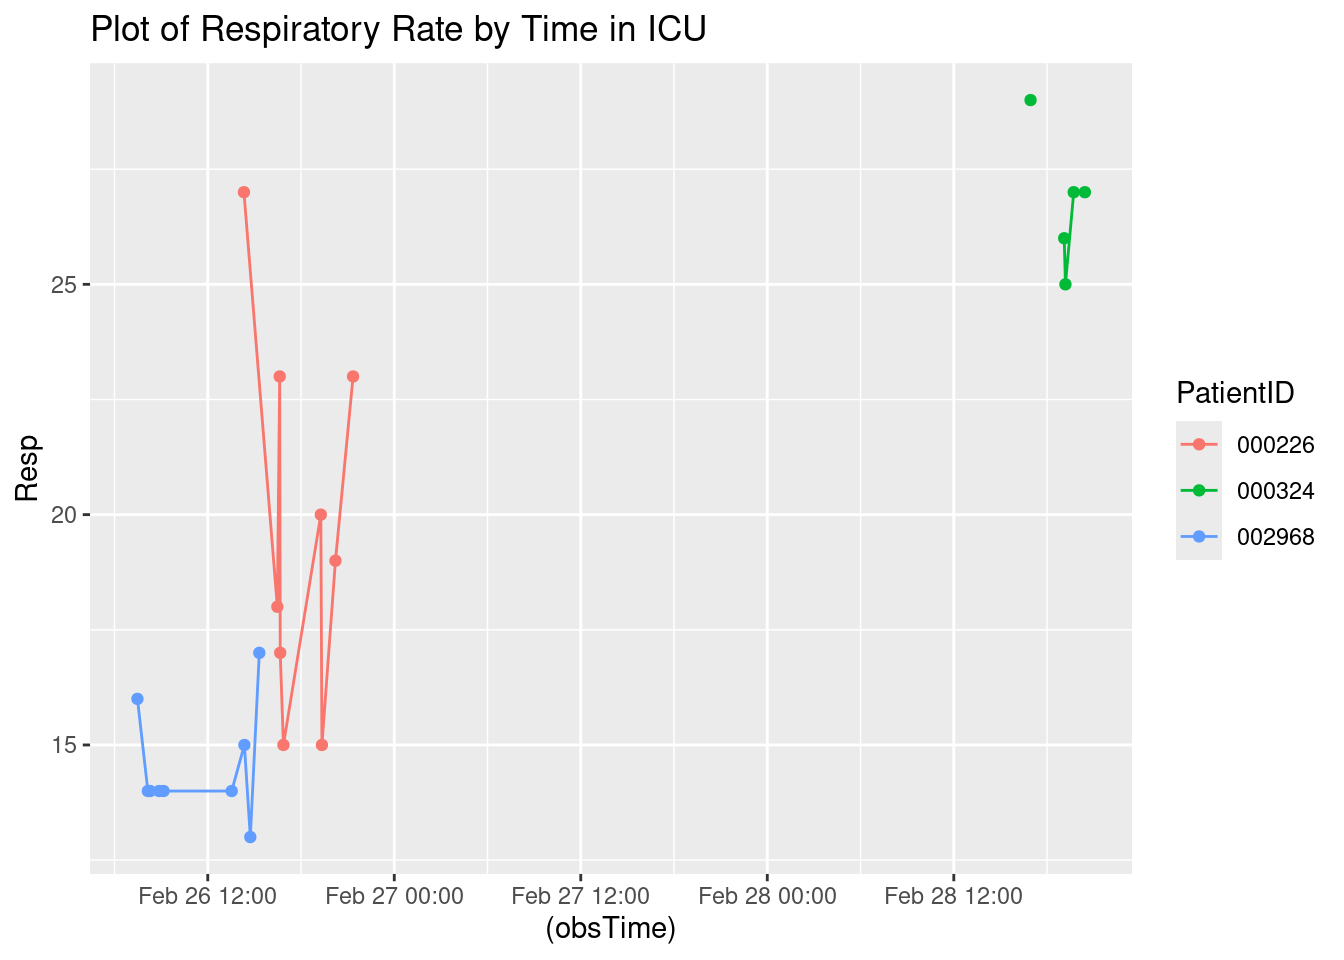 Plot of Respiratory Rate by Time in ICU
Resp
25
20
15
Feb 26 12:00
Feb 27 00:00
Feb 27 12:00
Feb 28 00:00
Feb 28 12:00
(obsTime)
PatientID
000226
000324
002968